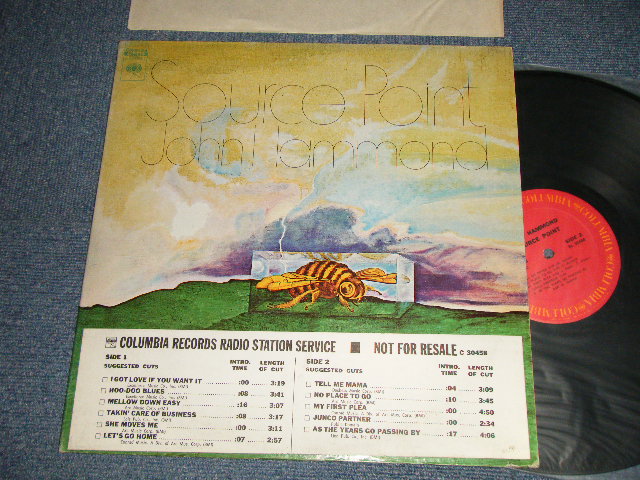 Source Point
John Hammond
COLUMBIA RECORDS RADIO STATION SERVICE ■ NOT FOR RESALE C 30458
SIDE 1
SUGGESTED CUTS INTRO. TIME LENGTH OF CUT
I GOT LOVE IF YOU WANT IT :00 3:19
HOO-DOO BLUES :08 3:41
MELLOW DOWN EASY :16 3:07
TAKIN' CARE OF BUSINESS :08 3:17
SHE MOVES ME :00 3:11
LET'S GO HOME :07 2:57
SIDE 2
SUGGESTED CUTS INTRO. TIME LENGTH OF CUT
TELL ME MAMA :04 3:09
NO PLACE TO GO :10 3:45
MY FIRST PLEA :00 4:50
JUNCO PARTNER :00 2:34
AS THE YEARS GO PASSING BY :17 4:06
COLUMBIA
HAMMOND
SIDE 2